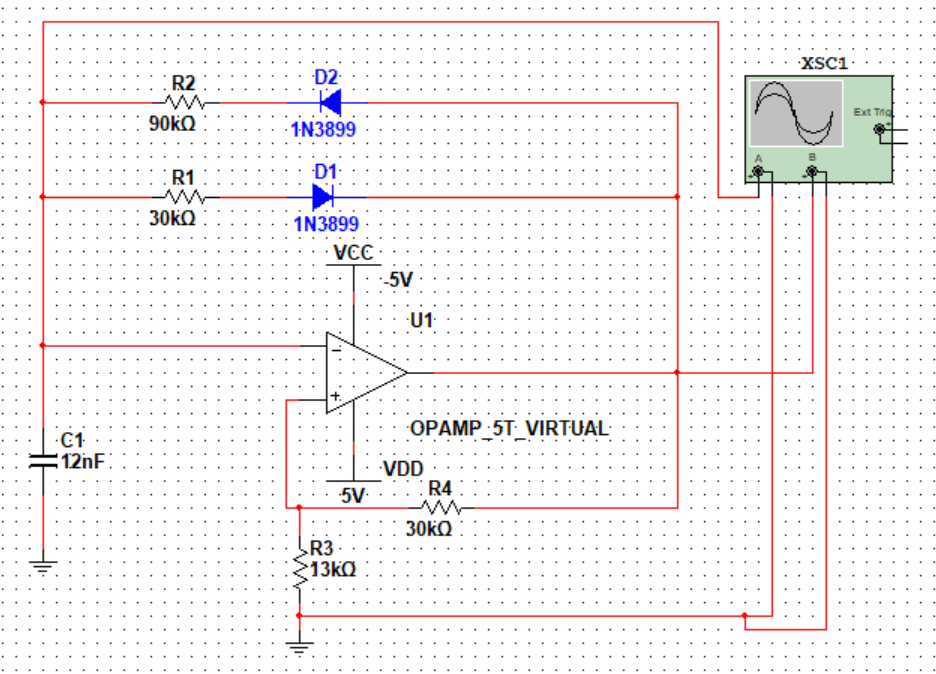 XSC1
Ext Trig
+
A
B
+
+
R2
90kΩ
D2
1N3899
R1
30kΩ
D1
1N3899
VCC
-5V
U1
−
+
OPAMP_5T_VIRTUAL
C1
12nF
VDD
5V
R4
30kΩ
R3
13kΩ